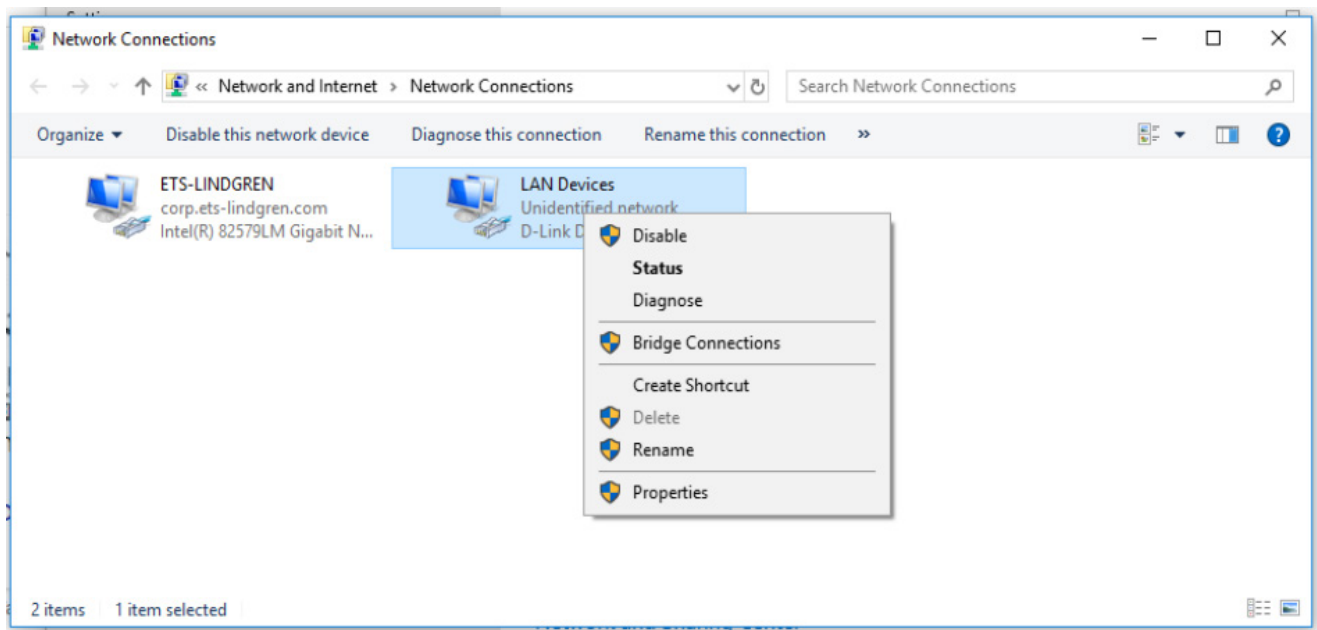 Network Connections
« Network and Internet > Network Connections
Search Network Connections
Organize
Disable this network device
Diagnose this connection
Rename this connection
»
ETS-LINDGREN
corp.ets-lindgren.com
Intel(R) 82579LM Gigabit N...
LAN Devices
Unidentified network
D-Link D
Disable
Status
Diagnose
Bridge Connections
Create Shortcut
Delete
Rename
Properties
2 items
1 item selected